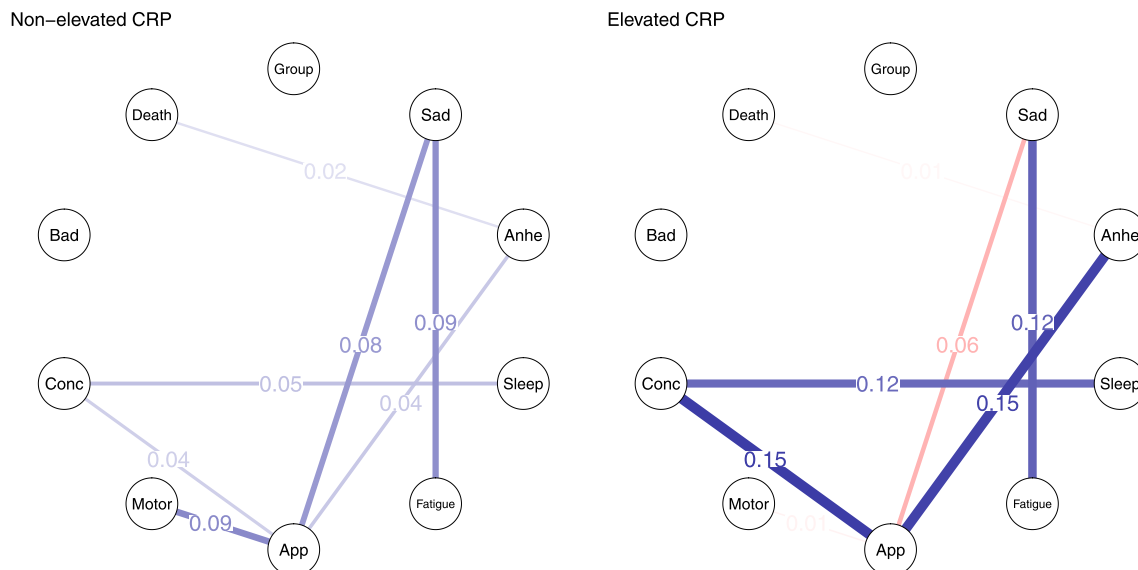 Non−elevated CRP
Group
Death
Sad
0.02
Bad
Anhe
0.09
0.08
Conc
0.05
Sleep
0.04
0.04
Motor
Fatigue
0.09
App
Elevated CRP
Group
Death
Sad
0.01
Bad
Anhe
0.12
0.06
Conc
0.12
Sleep
0.15
0.15
Motor
Fatigue
0.01
App